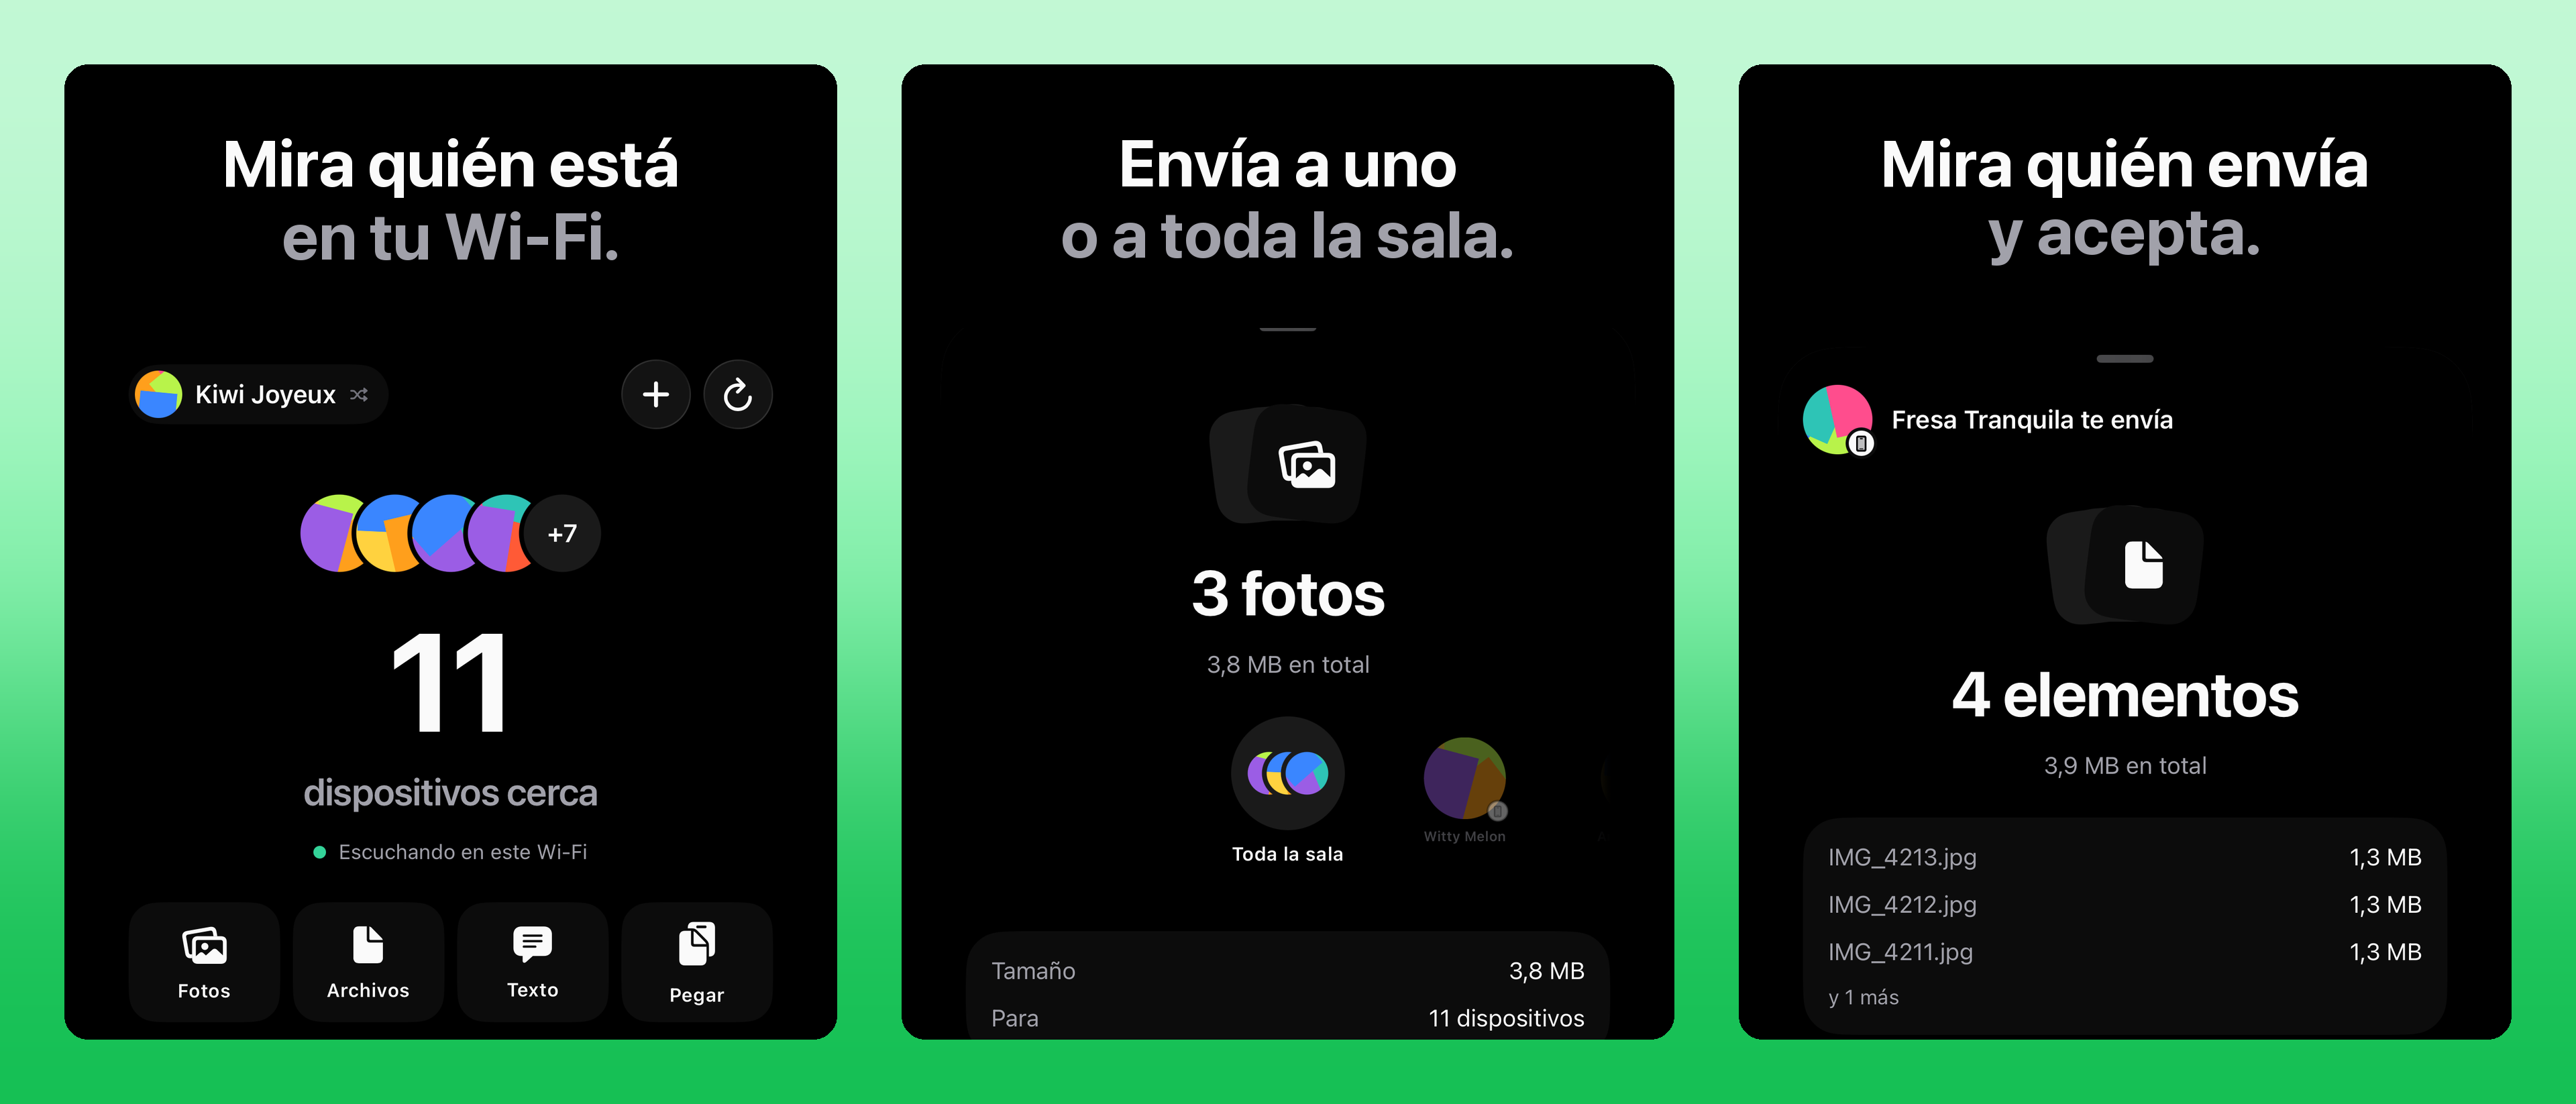 Mira quién está
en tu Wi-Fi.
Kiwi Joyeux
+7
11
dispositivos cerca
Escuchando en este Wi-Fi
Fotos
Archivos
Texto
Pegar
Envía a uno
o a toda la sala.
3 fotos
3,8 MB en total
Toda la sala
Witty Melon
Tamaño 3,8 MB
Para 11 dispositivos
Mira quién envía
y acepta.
Fresa Tranquila te envía
4 elementos
3,9 MB en total
IMG_4213.jpg 1,3 MB
IMG_4212.jpg 1,3 MB
IMG_4211.jpg 1,3 MB
y 1 más